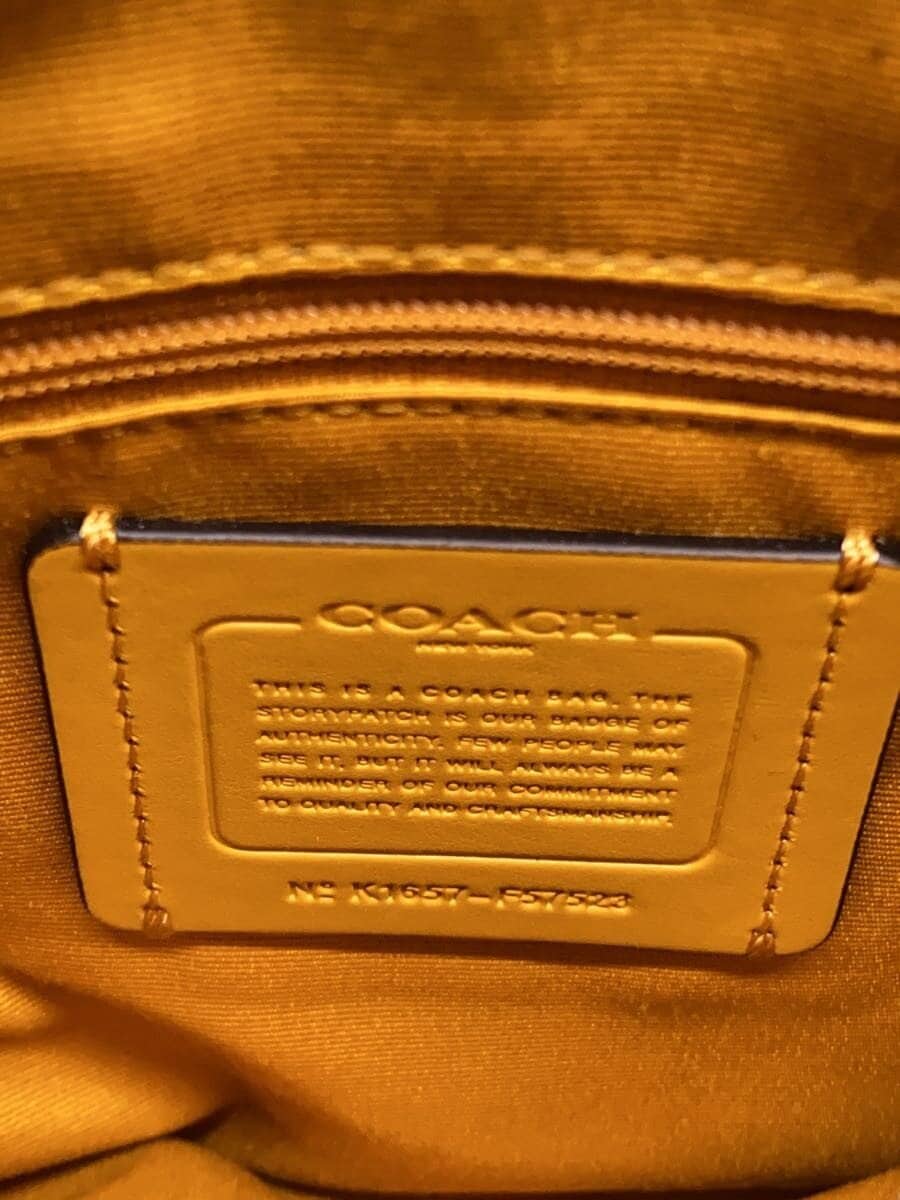 COACH
NEW YORK
THIS IS A COACH BAG. THE
STORYPATCH IS OUR BADGE OF
AUTHENTICITY. FEW PEOPLE MAY
SEE IT, BUT IT WILL ALWAYS BE A
REMINDER OF OUR COMMITMENT
TO QUALITY AND CRAFTSMANSHIP.
Nº K1657-F57523